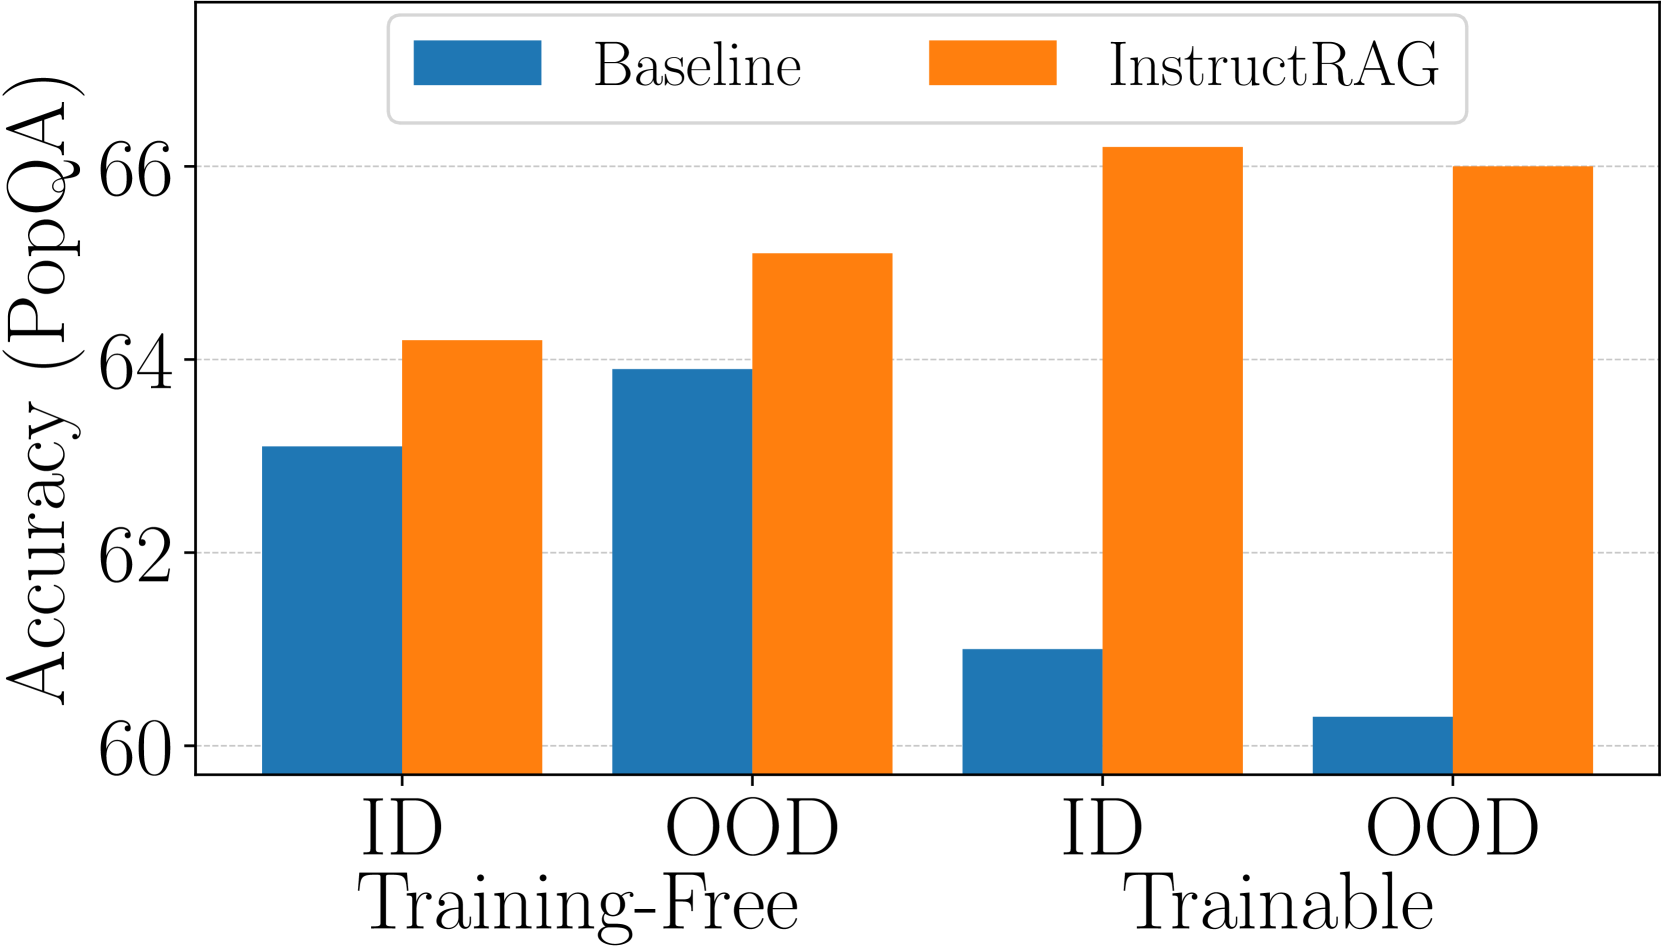 Baseline InstructRAG
Accuracy (PopQA)
66
64
62
60
ID OOD ID OOD
Training-Free Trainable